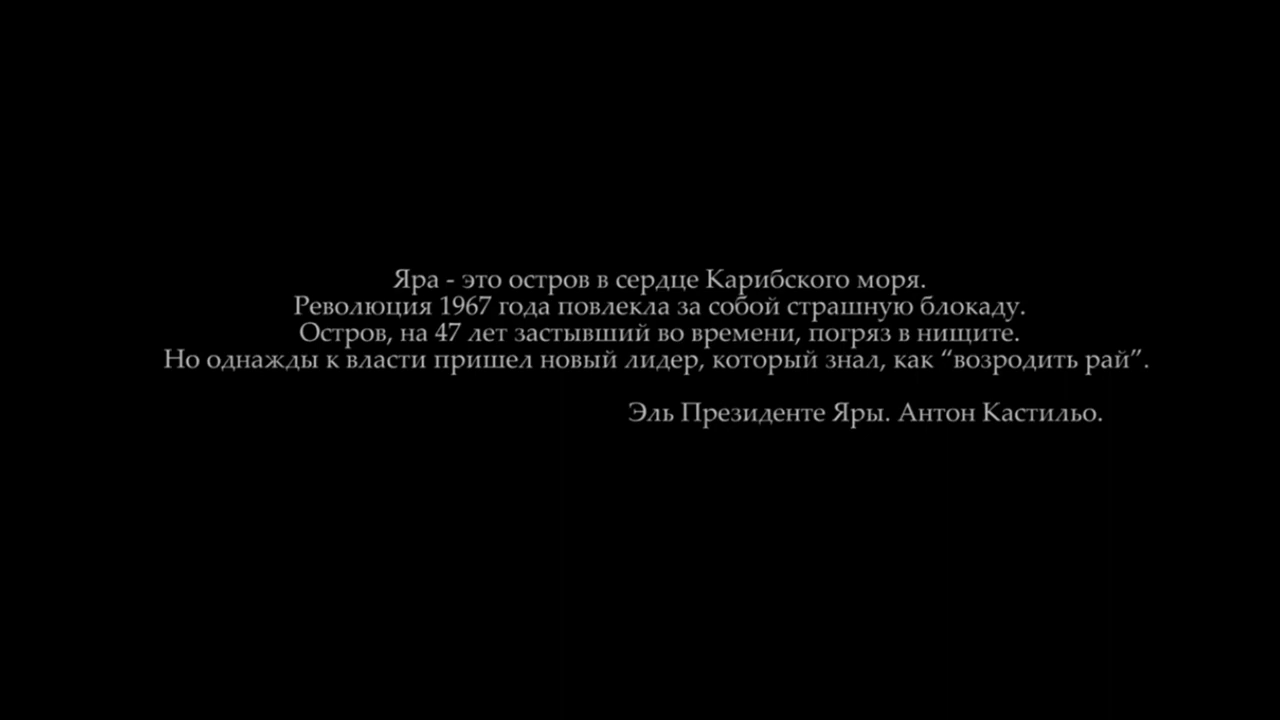 Яра - это остров в сердце Карибского моря.
Революция 1967 года повлекла за собой страшную блокаду.
Остров, на 47 лет застывший во времени, погряз в нищите.
Но однажды к власти пришел новый лидер, который знал, как “возродить рай”.
Эль Президенте Яры. Антон Кастильо.